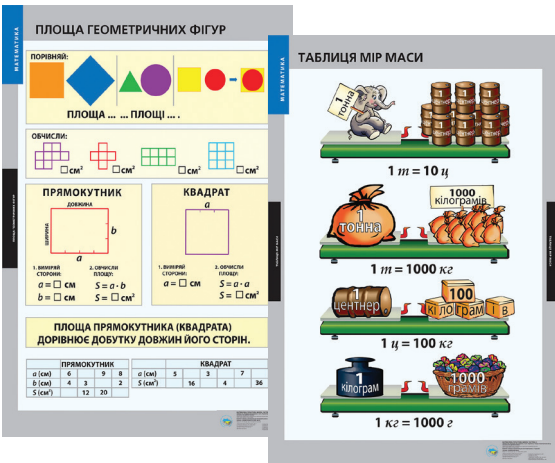 МАТЕМАТИКА
ПЛОЩА ГЕОМЕТРИЧНИХ ФІГУР
ПОРІВНЯЙ:
ПЛОЩА ... ... ПЛОЩІ ... .
ОБЧИСЛИ:
см² см² см² см²
ПРЯМОКУТНИК
ДОВЖИНА
a
ШИРИНА
b
1. ВИМІРЯЙ СТОРОНИ:
a = см
b = см
2. ОБЧИСЛИ ПЛОЩУ:
S = a · b
S = см²
КВАДРАТ
a
1. ВИМІРЯЙ СТОРОНИ:
a = см
2. ОБЧИСЛИ ПЛОЩУ:
S = a · a
S = см²
ПЛОЩА ПРЯМОКУТНИКА (КВАДРАТА)
ДОРІВНЮЄ ДОБУТКУ ДОВЖИН ЙОГО СТОРІН.
ПРЯМОКУТНИК
a (см) 6 9 8
b (см) 4 3 2
S (см²) 12 20
КВАДРАТ
a (см) 5 3 7
S (см²) 16 4 36
МАТЕМАТИКА
ТАБЛИЦЯ МІР МАСИ
1 тонна
1 центнер
1 т = 10 ц
1 тонна
1000 кілограмів
1 т = 1000 кг
1 центнер
100
кілограмів
1 ц = 100 кг
1 кілограм
1000 грамів
1 кг = 1000 г